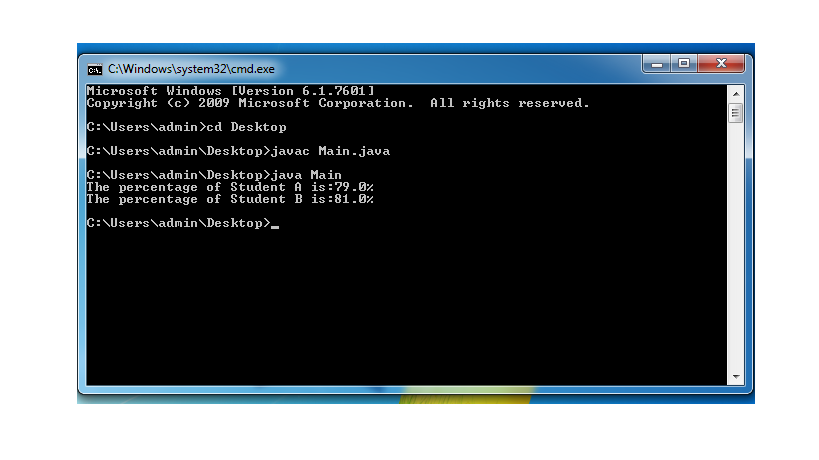 C:\Windows\system32\cmd.exe
Microsoft Windows [Version 6.1.7601]
Copyright (c) 2009 Microsoft Corporation.  All rights reserved.
C:\Users\admin>cd Desktop
C:\Users\admin\Desktop>javac Main.java
C:\Users\admin\Desktop>java Main
The percentage of Student A is:79.0%
The percentage of Student B is:81.0%
C:\Users\admin\Desktop>_